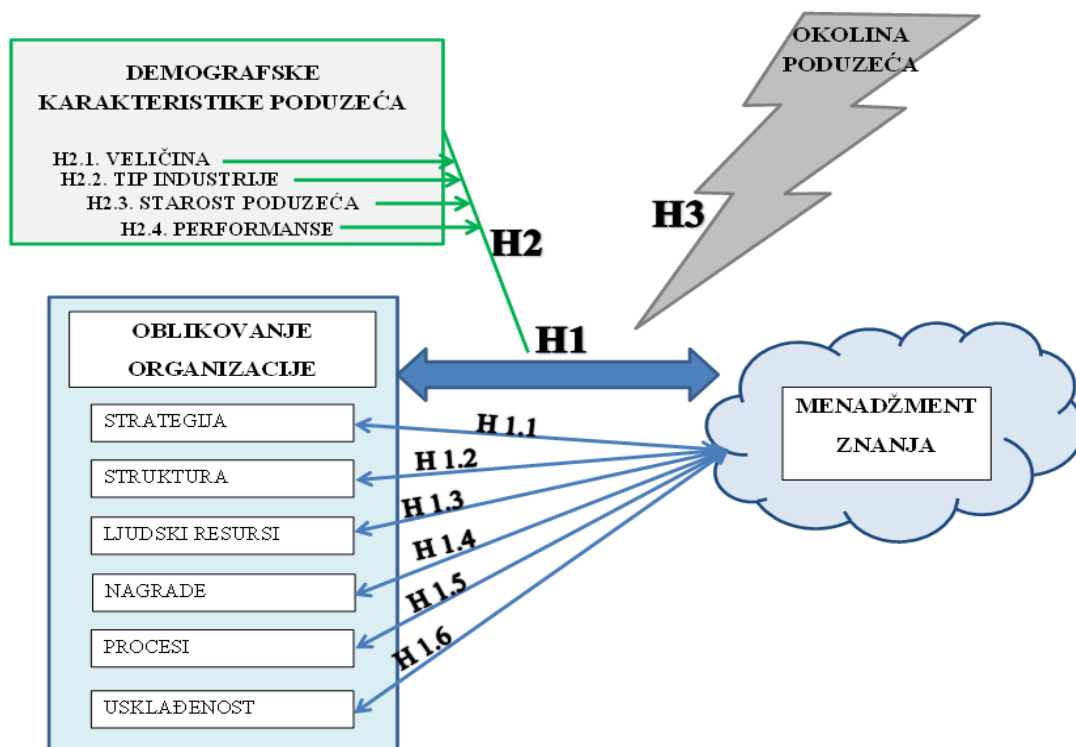 DEMOGRAFSKE
KARAKTERISTIKE PODUZEĆA
H2.1. VELIČINA
H2.2. TIP INDUSTRIJE
H2.3. STAROST PODUZEĆA
H2.4. PERFORMANSE
OKOLINA
PODUZEĆA
H2
H3
H1
OBLIKOVANJE
ORGANIZACIJE
STRATEGIJA
STRUKTURA
LJUDSKI RESURSI
NAGRADE
PROCESI
USKLAĐENOST
H 1.1
H 1.2
H 1.3
H 1.4
H 1.5
H 1.6
MENADŽMENT
ZNANJA